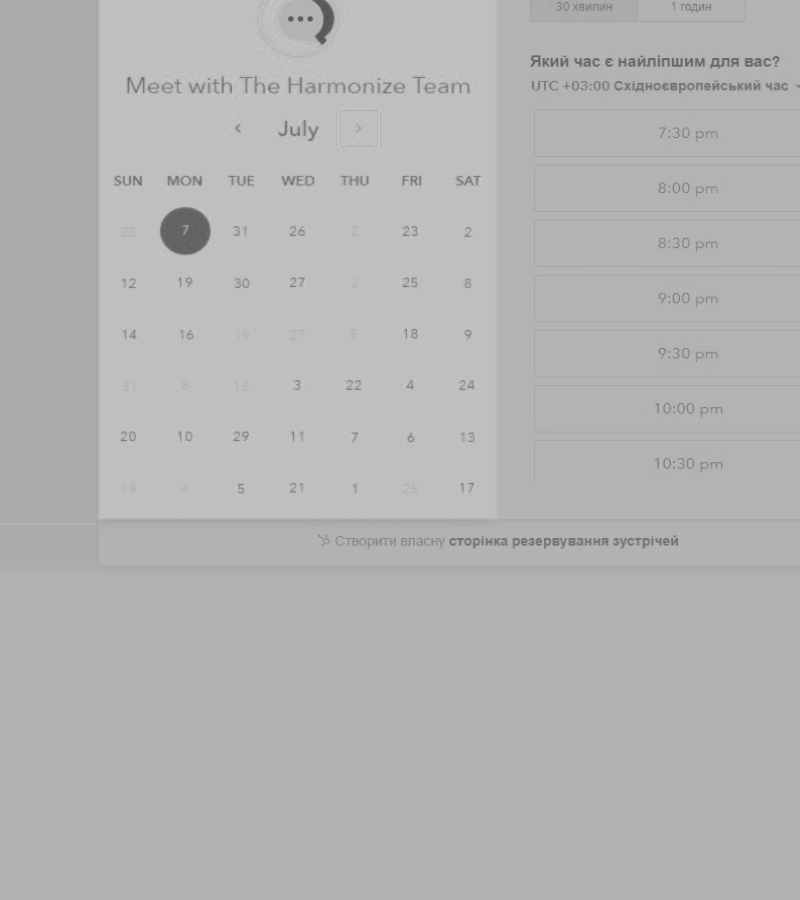 30 хвилин 1 годин
Який час є найліпшим для вас?
UTC +03:00 Східноєвропейський час
Meet with The Harmonize Team
July
SUN MON TUE WED THU FRI SAT
28 7 31 26 2 23 2
12 19 30 27 2 25 8
14 16 16 27 5 18 9
31 8 18 3 22 4 24
20 10 29 11 7 6 13
14 4 5 21 1 25 17
7:30 pm
8:00 pm
8:30 pm
9:00 pm
9:30 pm
10:00 pm
10:30 pm
Створити власну сторінка резервування зустрічей